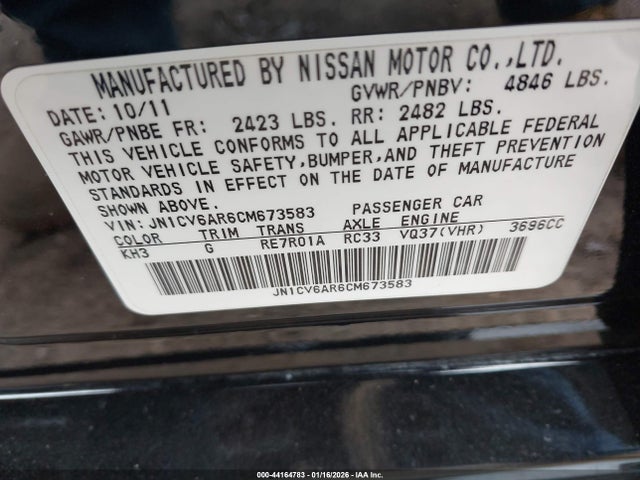 MANUFACTURED BY NISSAN MOTOR CO.,LTD.
DATE: 10/11 GVWR/PNBV: 4846 LBS.
GAWR/PNBE FR: 2423 LBS. RR: 2482 LBS.
THIS VEHICLE CONFORMS TO ALL APPLICABLE FEDERAL
MOTOR VEHICLE SAFETY,BUMPER,AND THEFT PREVENTION
STANDARDS IN EFFECT ON THE DATE OF MANUFACTURE
SHOWN ABOVE.
VIN: JN1CV6AR6CM673583 PASSENGER CAR
COLOR TRIM TRANS AXLE ENGINE
KH3 G RE7R01A RC33 VQ37(VHR) 3696CC
JN1CV6AR6CM673583
000-44164783 - 01/16/2026 - IAA Inc.